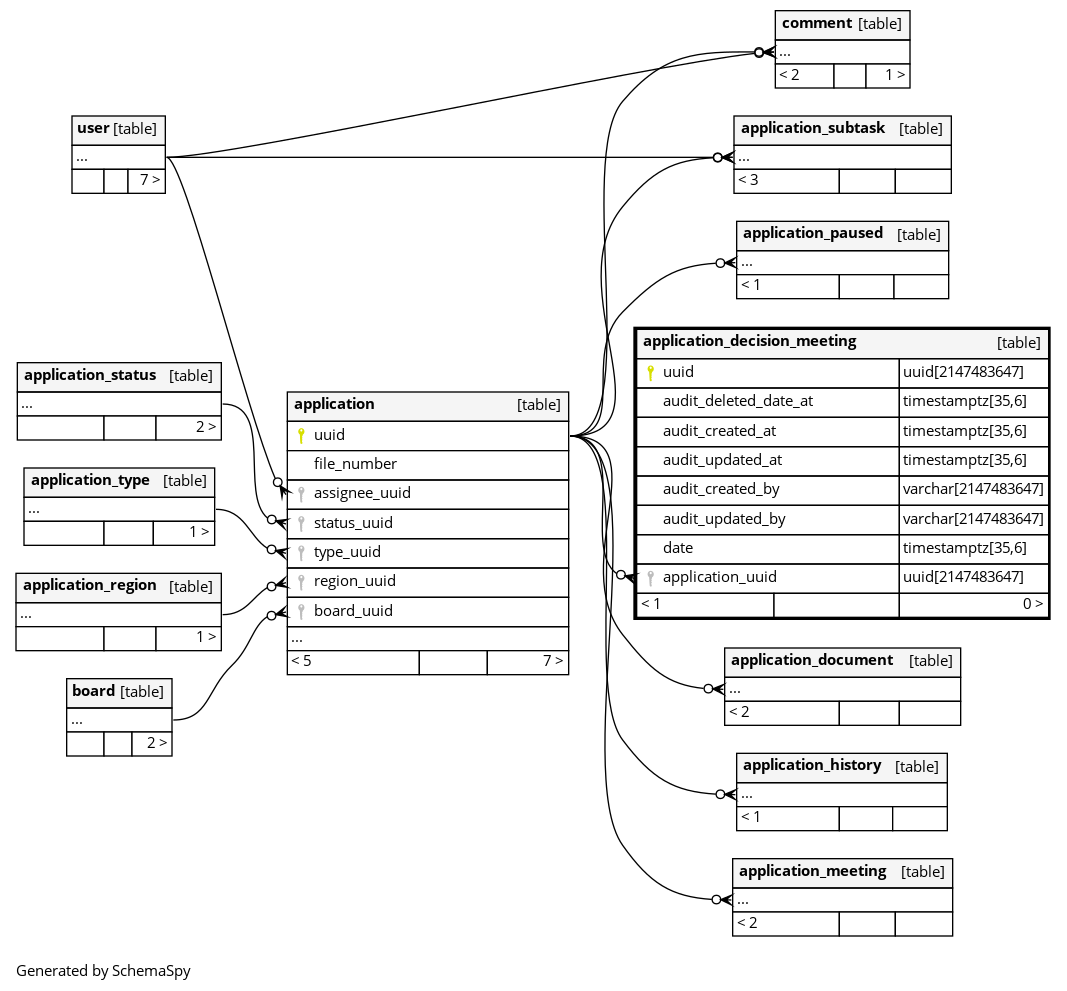 comment [table]
...
< 2 1 >
user [table]
...
7 >
application_subtask [table]
...
< 3
application_paused [table]
...
< 1
application_decision_meeting [table]
uuid uuid[2147483647]
audit_deleted_date_at timestamptz[35,6]
audit_created_at timestamptz[35,6]
audit_updated_at timestamptz[35,6]
audit_created_by varchar[2147483647]
audit_updated_by varchar[2147483647]
date timestamptz[35,6]
application_uuid uuid[2147483647]
< 1 0 >
application_status [table]
...
2 >
application_type [table]
...
1 >
application_region [table]
...
1 >
board [table]
...
2 >
application [table]
uuid
file_number
assignee_uuid
status_uuid
type_uuid
region_uuid
board_uuid
...
< 5 7 >
application_document [table]
...
< 2
application_history [table]
...
< 1
application_meeting [table]
...
< 2
Generated by SchemaSpy